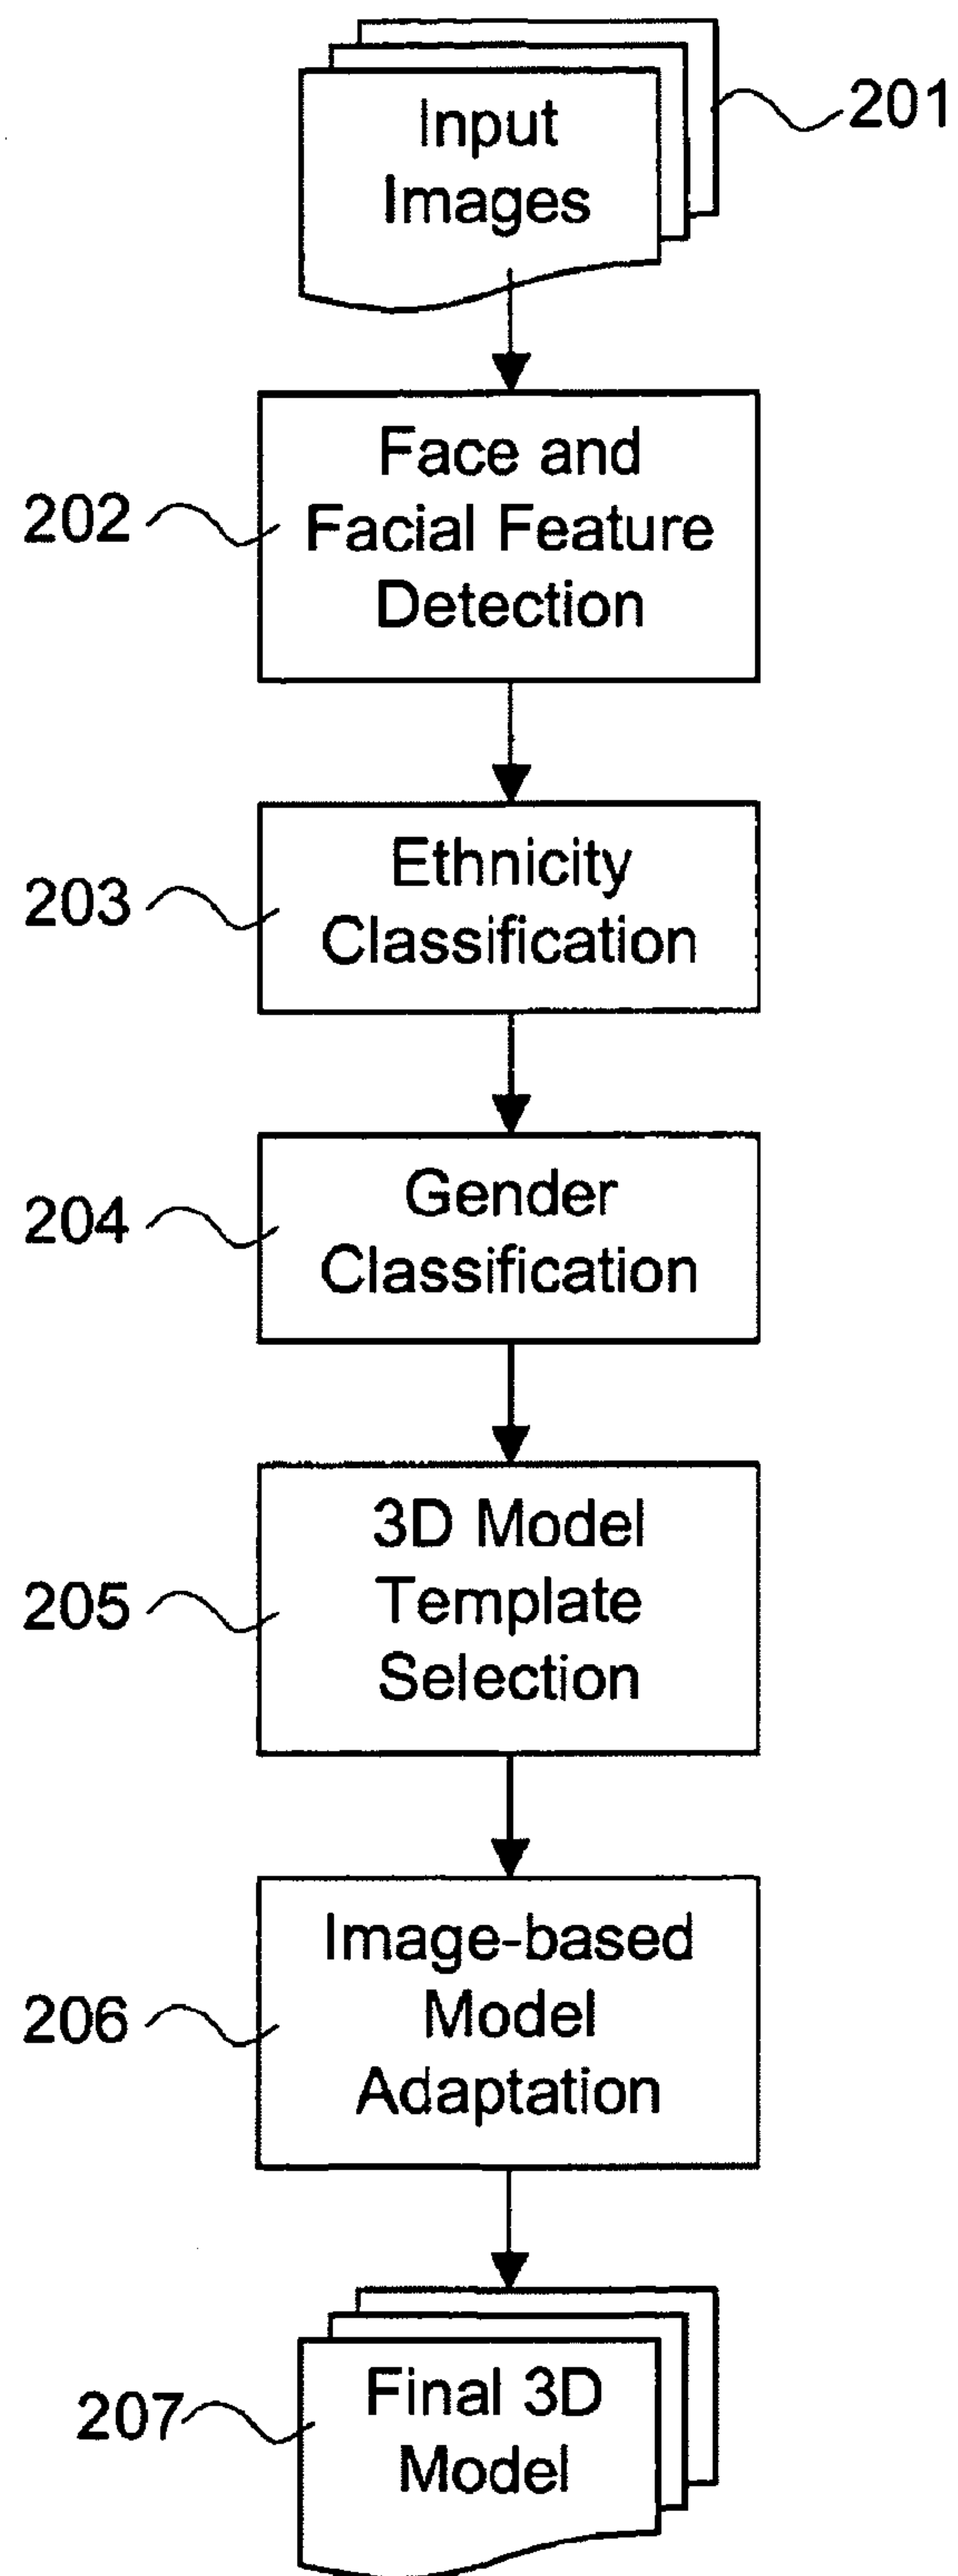 Input
Images
201
Face and
Facial Feature
Detection
202
Ethnicity
Classification
203
Gender
Classification
204
3D Model
Template
Selection
205
Image-based
Model
Adaptation
206
Final 3D
Model
207